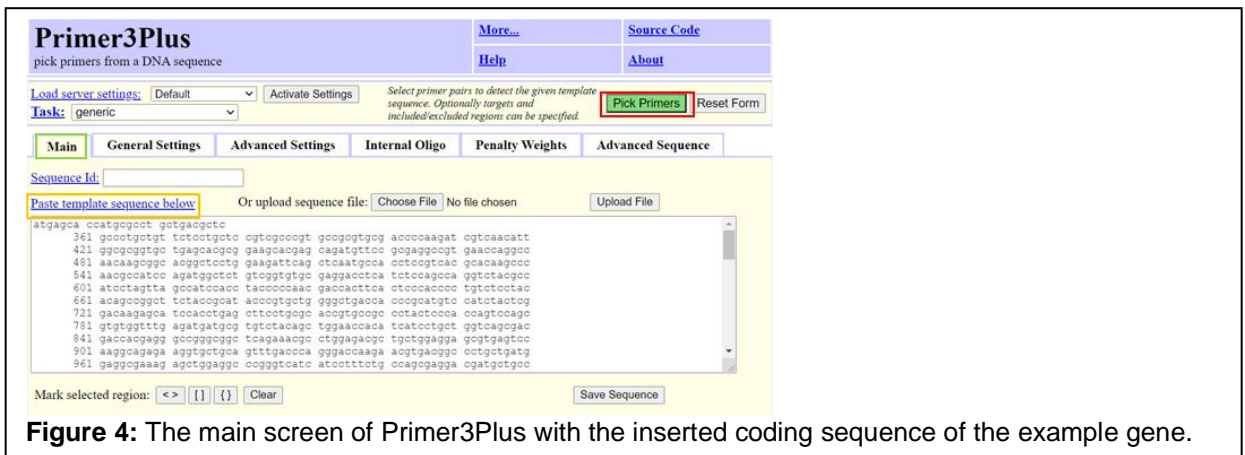 Primer3Plus
pick primers from a DNA sequence
More... Source Code
Help About
Load server settings: Default Activate Settings
Task: generic
Select primer pairs to detect the given template
sequence. Optionally targets and
included/excluded regions can be specified.
Pick Primers Reset Form
Main General Settings Advanced Settings Internal Oligo Penalty Weights Advanced Sequence
Sequence Id:
Paste template sequence below Or upload sequence file: Choose File No file chosen Upload File
atgagca ccatgcgcct gctgacgctc
361 gccctgctgt tctcctgctc cgtcgcccgt gccgcgtgcg accccaagat cgtcaacatt
421 ggcgcggtgc tgagcacgcg gaagcacgag cagatgttcc gcgaggccgt gaaccaggcc
481 aacaagcggc acggctcctg gaagattcag ctcaatgcca cctccgtcac gcacaagccc
541 aacgccatcc agatggctct gtcggtgtgc gaggacctca tctccagcca ggtctacgcc
601 atcctagtta gccatccacc tacccccaac gaccacttca ctcccacccc tgtctcctac
661 acagccggct tctaccgcat acccgtgctg gggctgacca cccgcatgtc catctactcg
721 gacaagagca tccacctgag cttcctgcgc accgtgccgc cctactccca ccagtccagc
781 gtgtggtttg agatgatgcg tgtctacagc tggaaccaca tcatcctgct ggtcagcgac
841 gaccacgagg gccgggcggc tcagaaacgc ctggagacgc tgctggagga gcgtgagtcc
901 aaggcagaga aggtgctgca gtttgaccca gggaccaaga acgtgacggc cctgctgatg
961 gaggcgaaag agctggaggc ccgggtcatc atcctttctg ccagcgagga cgatgctgcc
Mark selected region: < > [ ] { } Clear Save Sequence
Figure 4: The main screen of Primer3Plus with the inserted coding sequence of the example gene.